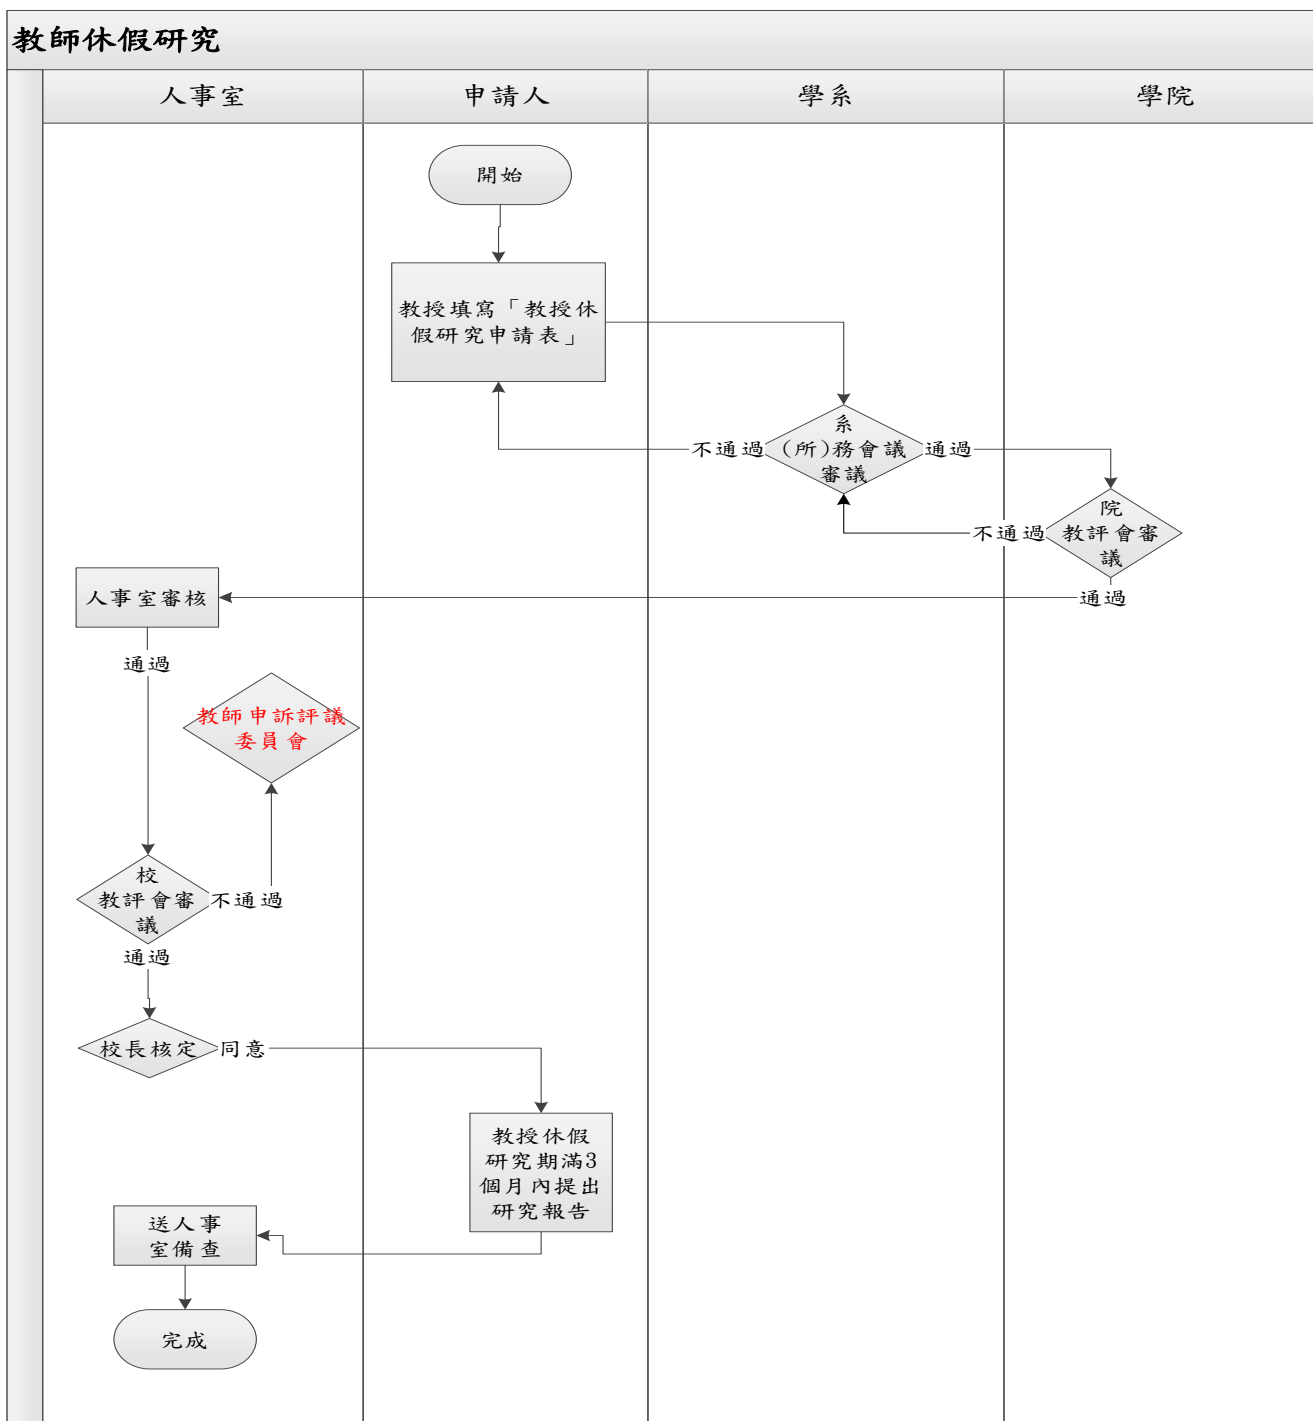 教師休假研究
人事室
申請人
學系
學院
開始
教授填寫「教授休
假研究申請表」
系
(所)務會議
審議
不通過
通過
院
教評會審
議
不通過
通過
人事室審核
通過
教師申訴評議
委員會
校
教評會審
議
不通過
通過
校長核定
同意
教授休假
研究期滿3
個月內提出
研究報告
送人事
室備查
完成